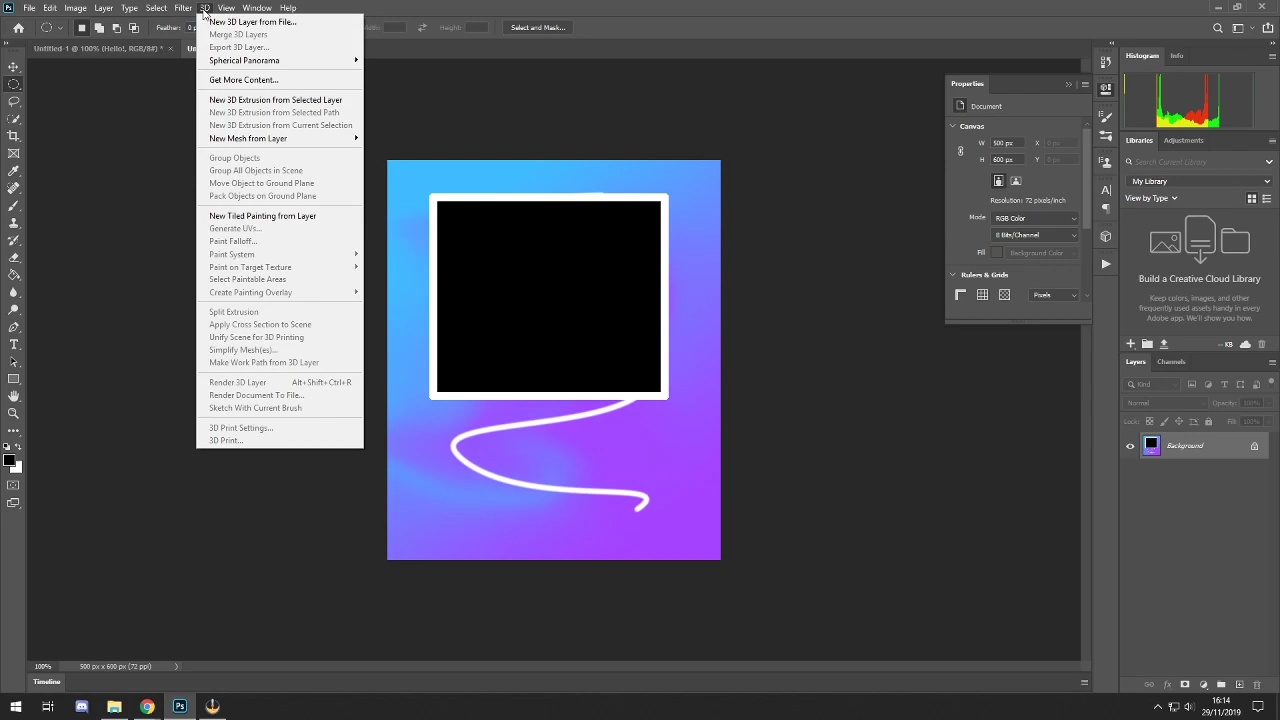 File Edit Image Layer Type Select Filter 3D View Window Help
Feather: 0 p
Height:
Select and Mask...
Untitled-1 @ 100% (Hello!, RGB/8#) * ×
New 3D Layer from File...
Merge 3D Layers
Export 3D Layer...
Spherical Panorama
Get More Content...
New 3D Extrusion from Selected Layer
New 3D Extrusion from Selected Path
New 3D Extrusion from Current Selection
New Mesh from Layer
Group Objects
Group All Objects in Scene
Move Object to Ground Plane
Pack Objects on Ground Plane
New Tiled Painting from Layer
Generate UVs...
Paint Falloff...
Paint System
Paint on Target Texture
Select Paintable Areas
Create Painting Overlay
Split Extrusion
Apply Cross Section to Scene
Unify Scene for 3D Printing
Simplify Mesh(es)...
Make Work Path from 3D Layer
Render 3D Layer Alt+Shift+Ctrl+R
Render Document To File...
Sketch With Current Brush
3D Print Settings...
3D Print...
Properties
Document
Canvas
W 500 px X 0 px
H 600 px Y 0 px
Resolution: 72 pixels/inch
Mode RGB Color
8 Bits/Channel
Fill Background Color
Rulers & Grids
Pixels
Histogram Info
Libraries Adjustments
Search Current Library
My Library
View by Type
Build a Creative Cloud Library
Keep colors, images, and other
frequently used assets handy in every
Adobe app. We'll show you how.
-- KB
Layers Channels
Kind
Normal Opacity: 100%
Lock: Fill: 100%
Background
100% 500 px x 600 px (72 ppi)
Timeline
16:14
29/11/2019